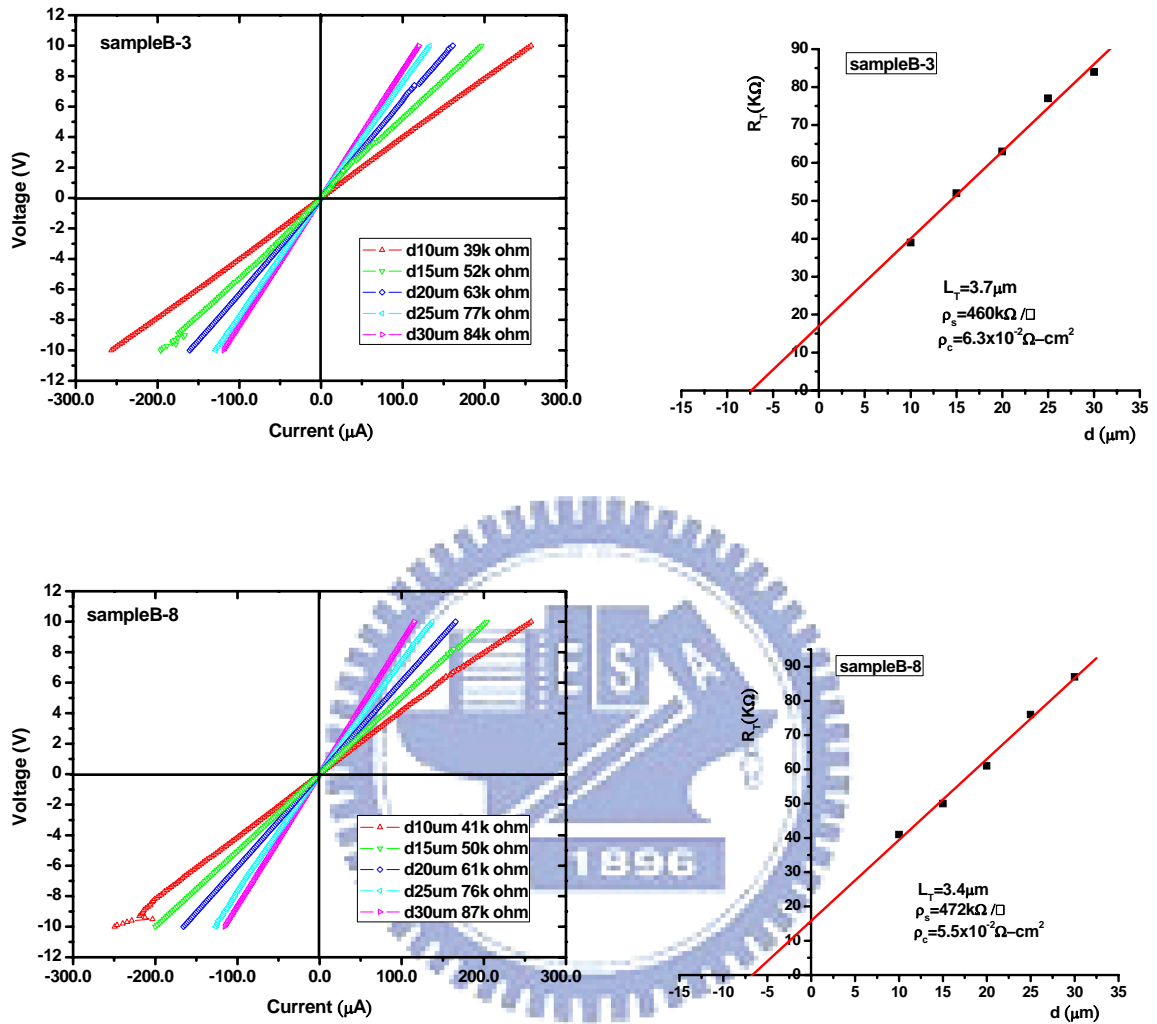 sampleB-3
12
10
8
6
4
2
0
-2
-4
-6
-8
-10
-12
Voltage (V)
-300.0 -200.0 -100.0 0.0 100.0 200.0 300.0
Current (μA)
d10um 39k ohm
d15um 52k ohm
d20um 63k ohm
d25um 77k ohm
d30um 84k ohm
sampleB-3
90
80
70
60
50
40
30
20
10
0
R_T(KΩ)
L_T=3.7μm
ρ_s=460kΩ/□
ρ_c=6.3x10⁻²Ω–cm²
-15 -10 -5 0 5 10 15 20 25 30 35
d (μm)
sampleB-8
12
10
8
6
4
2
0
-2
-4
-6
-8
-10
-12
Voltage (V)
-300.0 -200.0 -100.0 0.0 100.0 200.0 300.0
Current (μA)
d10um 41k ohm
d15um 50k ohm
d20um 61k ohm
d25um 76k ohm
d30um 87k ohm
sampleB-8
90
80
70
60
50
40
30
20
10
0
R_T(KΩ)
L_T=3.4μm
ρ_s=472kΩ/□
ρ_c=5.5x10⁻²Ω–cm²
-15 -10 -5 0 5 10 15 20 25 30 35
d (μm)
E S A
1896